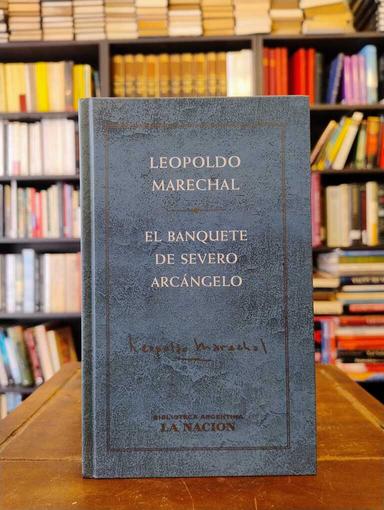 LEOPOLDO
MARECHAL
EL BANQUETE
DE SEVERO
ARCÁNGELO
Leopoldo Marechal
BIBLIOTECA ARGENTINA
LA NACION